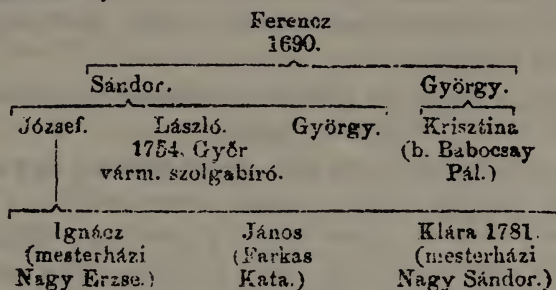 Ferencz
1690.
Sándor. György.
József. László. György. Krisztina
1754. Győr (b. Babocsay
várm. szolgabíró. Pál.)
Ignácz János Klára 1781.
(mesterházi (Farkas (mesterházi
Nagy Erzse.) Kata.) Nagy Sándor.)